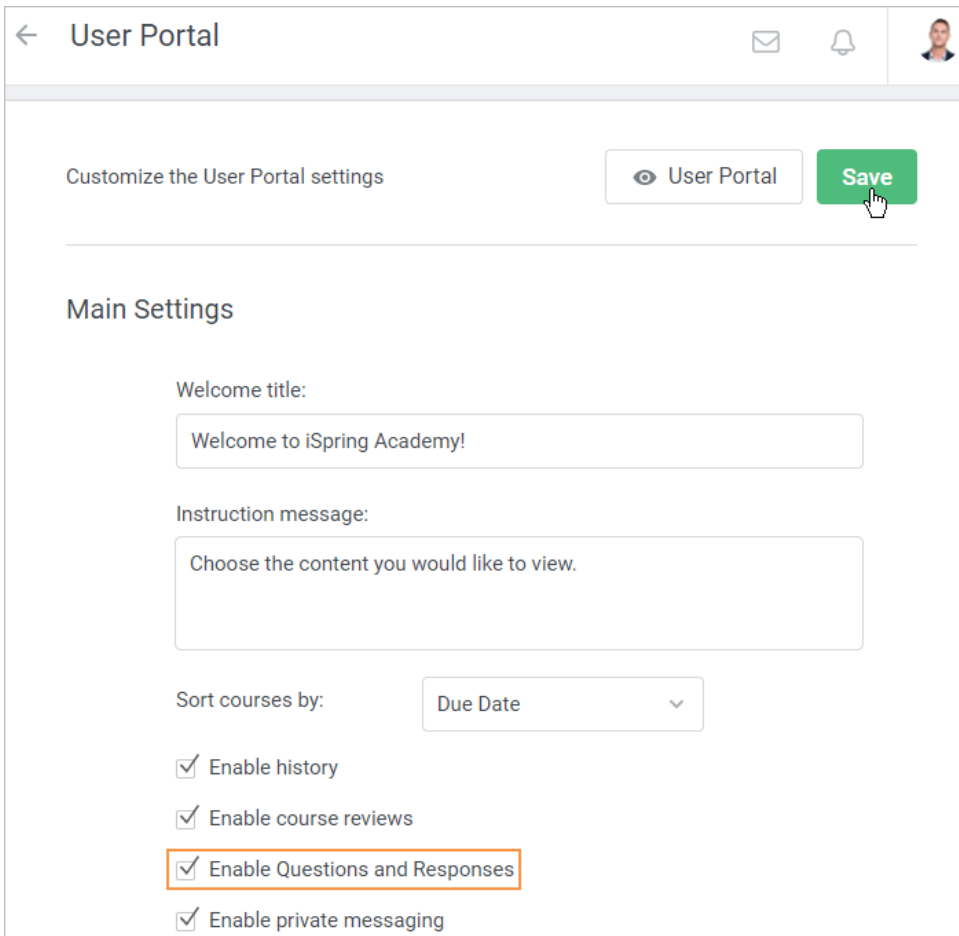 User Portal
Customize the User Portal settings
User Portal
Save
Main Settings
Welcome title:
Welcome to iSpring Academy!
Instruction message:
Choose the content you would like to view.
Sort courses by:
Due Date
Enable history
Enable course reviews
Enable Questions and Responses
Enable private messaging